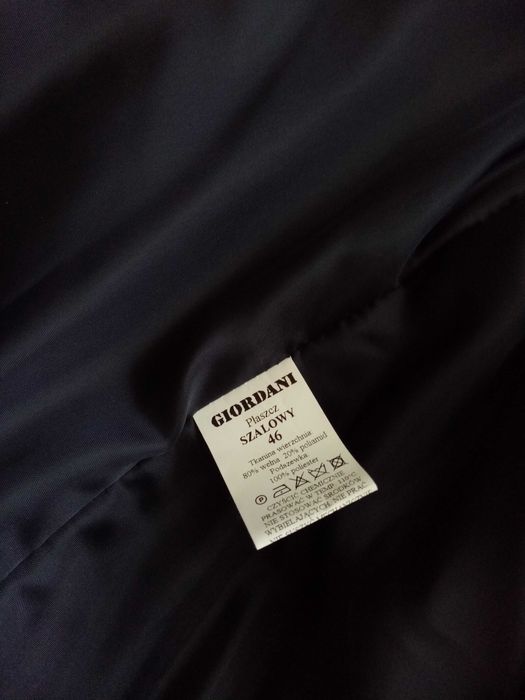 GIORDANI
Płaszcz
SZALOWY
46
Tkanina wierzchnia:
80% wełna 20% poliamid
Podszewka:
100% poliester
P
CZYŚCIĆ CHEMICZNIE
PRASOWAĆ W TEMP. 110°C
NIE STOSOWAĆ ŚRODKÓW
WYBIELAJĄCYCH. NIE PRAĆ